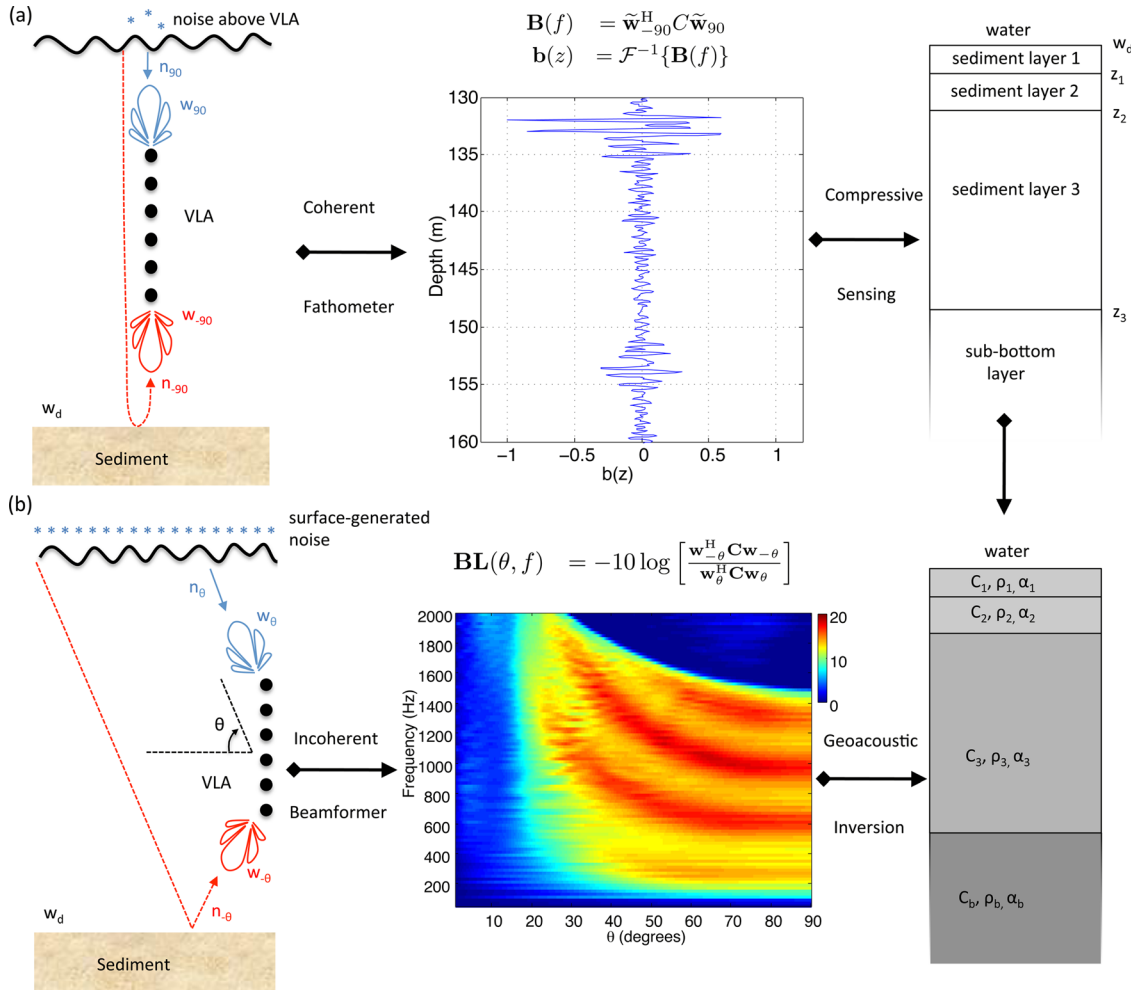 (a)
noise above VLA
n90
w90
VLA
w-90
n-90
wd
Sediment
Coherent
Fathometer
B(f) = w̃ᴴ-90 C w̃90
b(z) = F⁻¹{B(f)}
130
135
140
145
150
155
160
Depth (m)
−1
−0.5
0
0.5
1
b(z)
Compressive
Sensing
water
wd
sediment layer 1
z1
sediment layer 2
z2
sediment layer 3
z3
sub-bottom
layer
(b)
surface-generated
noise
nθ
wθ
θ
VLA
w-θ
n-θ
wd
Sediment
Incoherent
Beamformer
BL(θ, f) = −10 log [ wᴴ−θ C w−θ / wᴴθ C wθ ]
2000
1800
1600
1400
1200
1000
800
600
400
200
Frequency (Hz)
10
20
30
40
50
60
70
80
90
θ (degrees)
20
10
0
Geoacoustic
Inversion
water
C1, ρ1, α1
C2, ρ2, α2
C3, ρ3, α3
Cb, ρb, αb